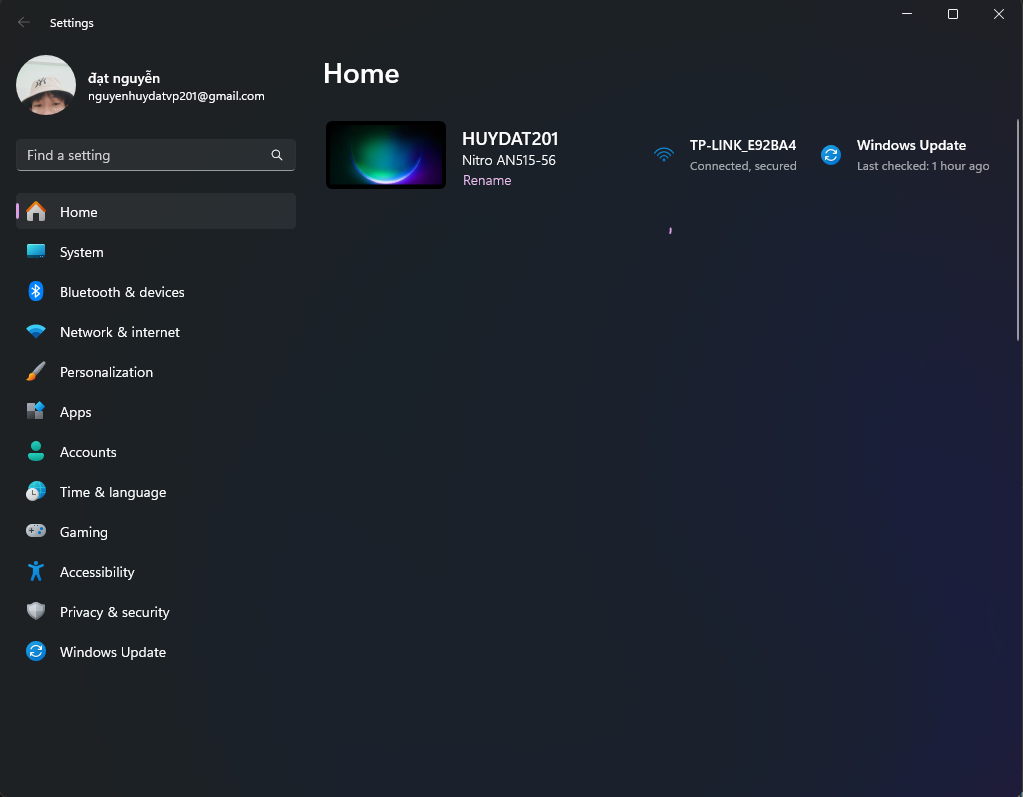 Settings
đạt nguyễn
nguyenhuydatvp201@gmail.com
Find a setting
Home
System
Bluetooth & devices
Network & internet
Personalization
Apps
Accounts
Time & language
Gaming
Accessibility
Privacy & security
Windows Update
Home
HUYDAT201
Nitro AN515-56
Rename
TP-LINK_E92BA4
Connected, secured
Windows Update
Last checked: 1 hour ago